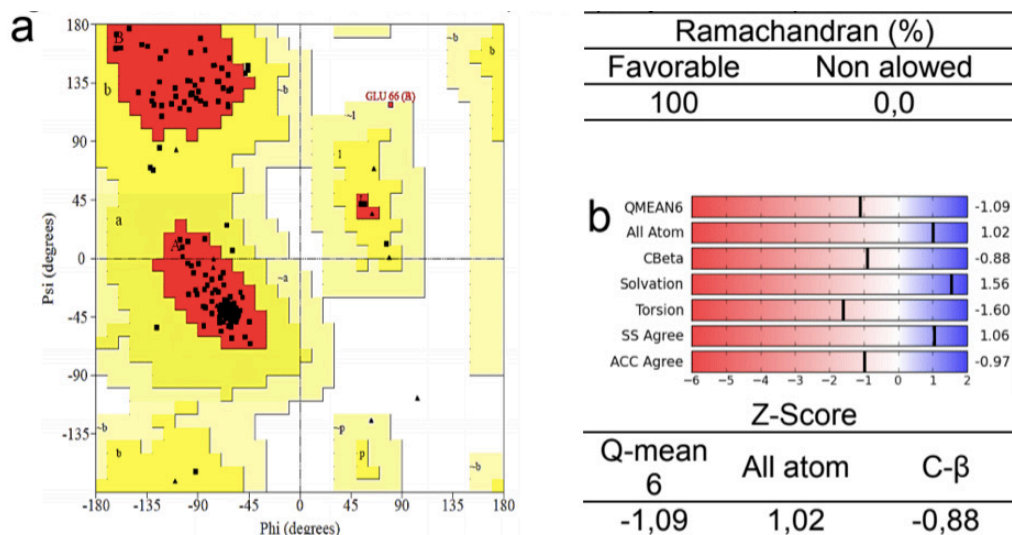 a
180
135
90
45
0
-45
-90
-135
Psi (degrees)
B
b
~b
~b
b
GLU 66 (B)
~l
l
L
a
A
~a
~b
b
~p
p
~b
-180 -135 -90 -45 0 45 90 135 180
Phi (degrees)
Ramachandran (%)
Favorable Non alowed
100 0,0
b
QMEAN6 -1.09
All Atom 1.02
CBeta -0.88
Solvation 1.56
Torsion -1.60
SS Agree 1.06
ACC Agree -0.97
-6 -5 -4 -3 -2 -1 0 1 2
Z-Score
Q-mean All atom C-β
6
-1,09 1,02 -0,88